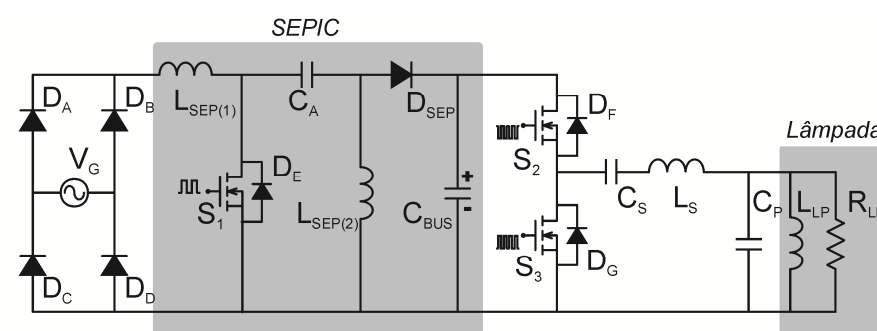 SEPIC
D_A
D_B
L_SEP(1)
C_A
D_SEP
D_F
Lâmpada
V_G
S_1
D_E
L_SEP(2)
C_BUS
+
-
S_2
C_S
L_S
C_P
L_LP
S_3
D_G
D_C
D_D